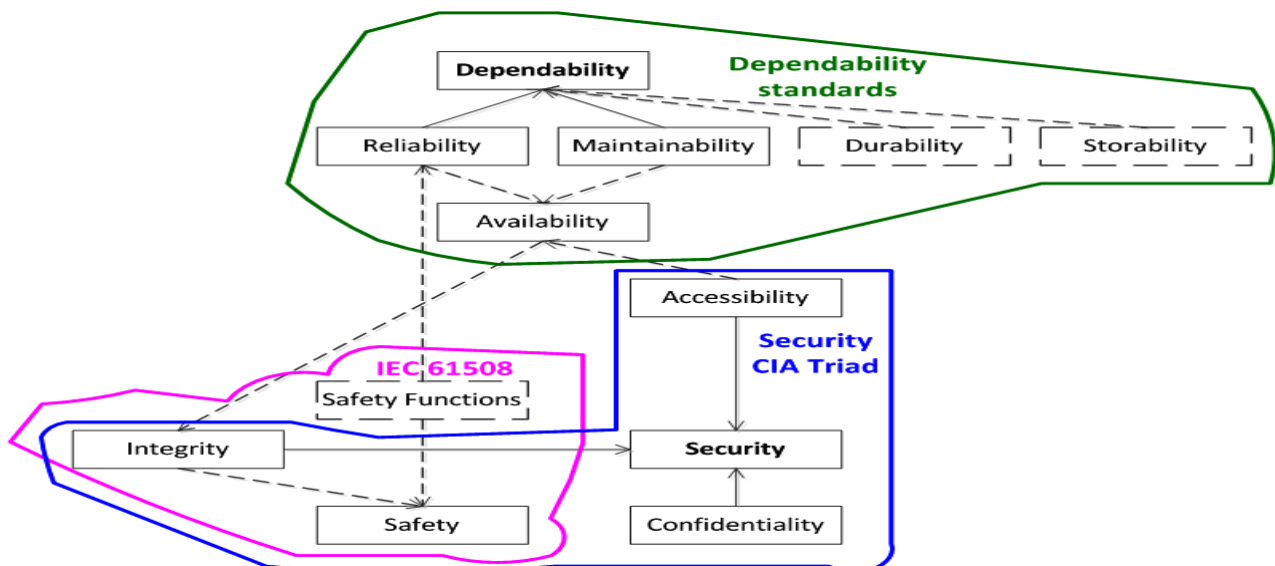 Dependability
Dependability
standards
Reliability
Maintainability
Durability
Storability
Availability
Accessibility
Security
CIA Triad
IEC 61508
Safety Functions
Integrity
Security
Safety
Confidentiality